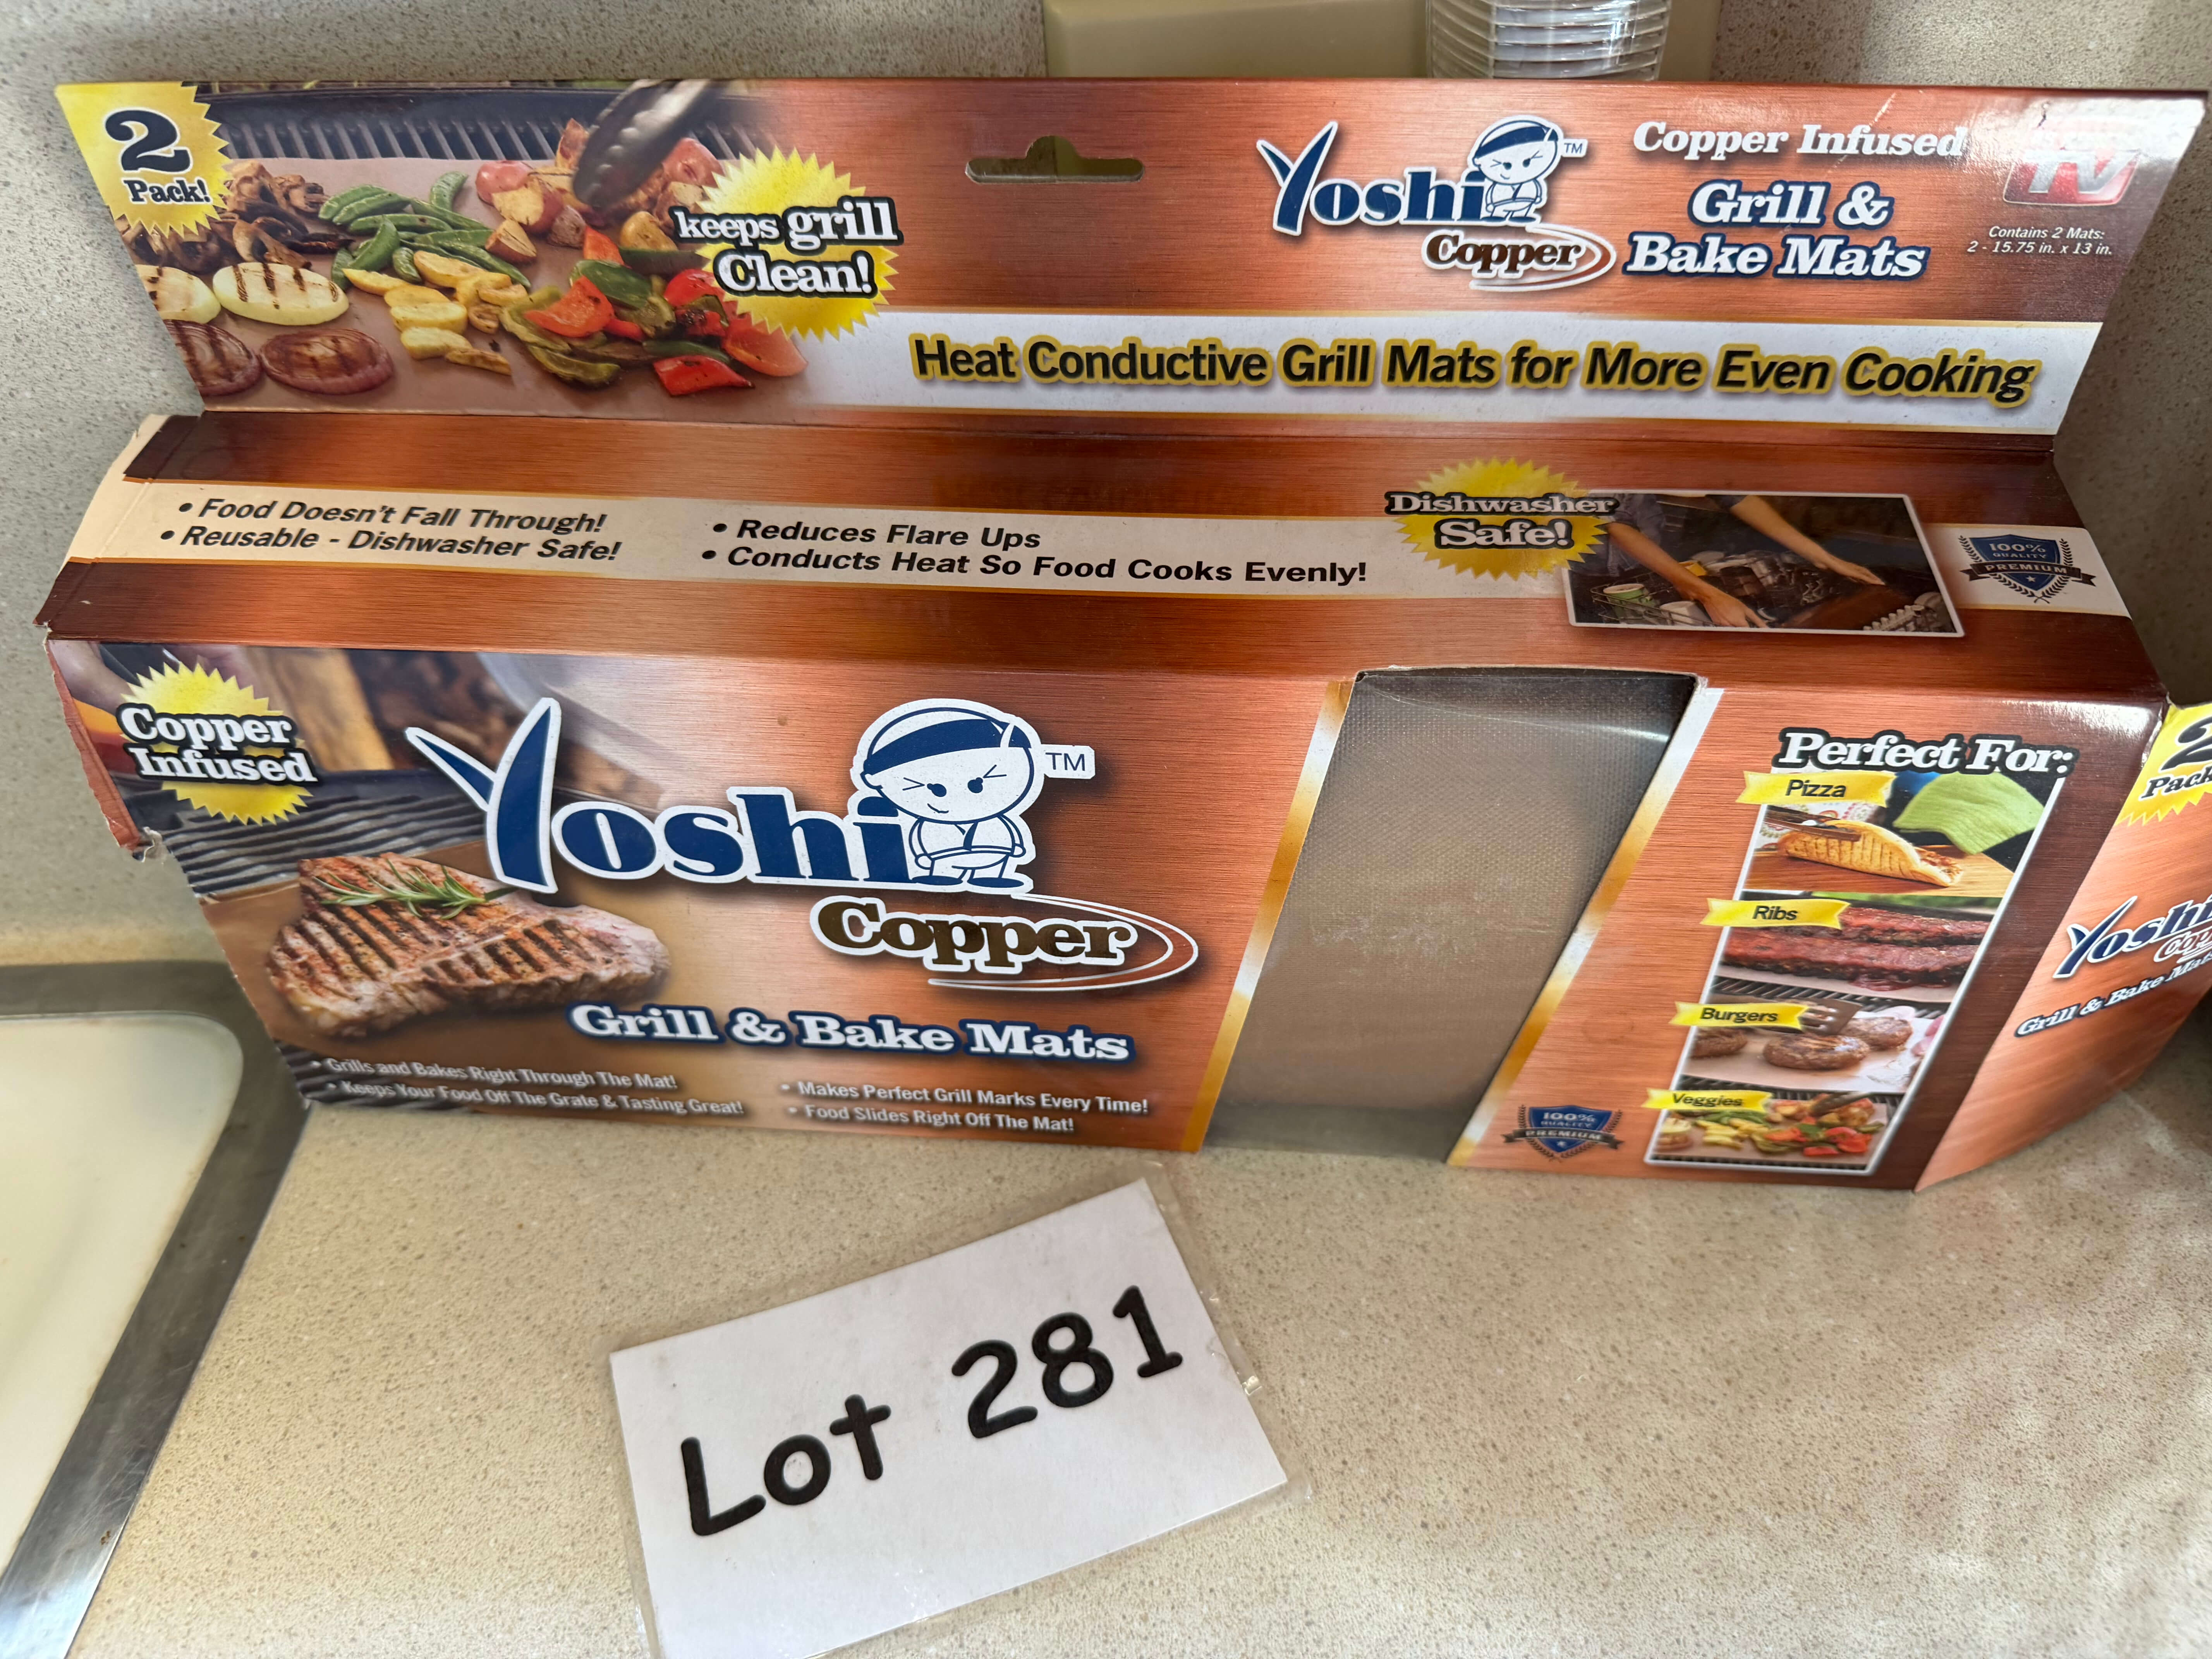 2
Pack!
keeps grill
Clean!
Yoshi™
Copper
Copper Infused
Grill &
Bake Mats
TV
Contains 2 Mats:
2 - 15.75 in. x 13 in.
Heat Conductive Grill Mats for More Even Cooking
• Food Doesn't Fall Through!
• Reusable - Dishwasher Safe!
• Reduces Flare Ups
• Conducts Heat So Food Cooks Evenly!
Dishwasher
Safe!
100%
QUALITY
PREMIUM
Copper
Infused
Yoshi™
Copper
Grill & Bake Mats
• Grills and Bakes Right Through The Mat!
• Keeps Your Food Off The Grate & Tasting Great!
• Makes Perfect Grill Marks Every Time!
• Food Slides Right Off The Mat!
Perfect For:
Pizza
Ribs
Burgers
Veggies
100%
QUALITY
PREMIUM
2
Pack
Yoshi
Cop
Grill & Bake Mats
Lot 281